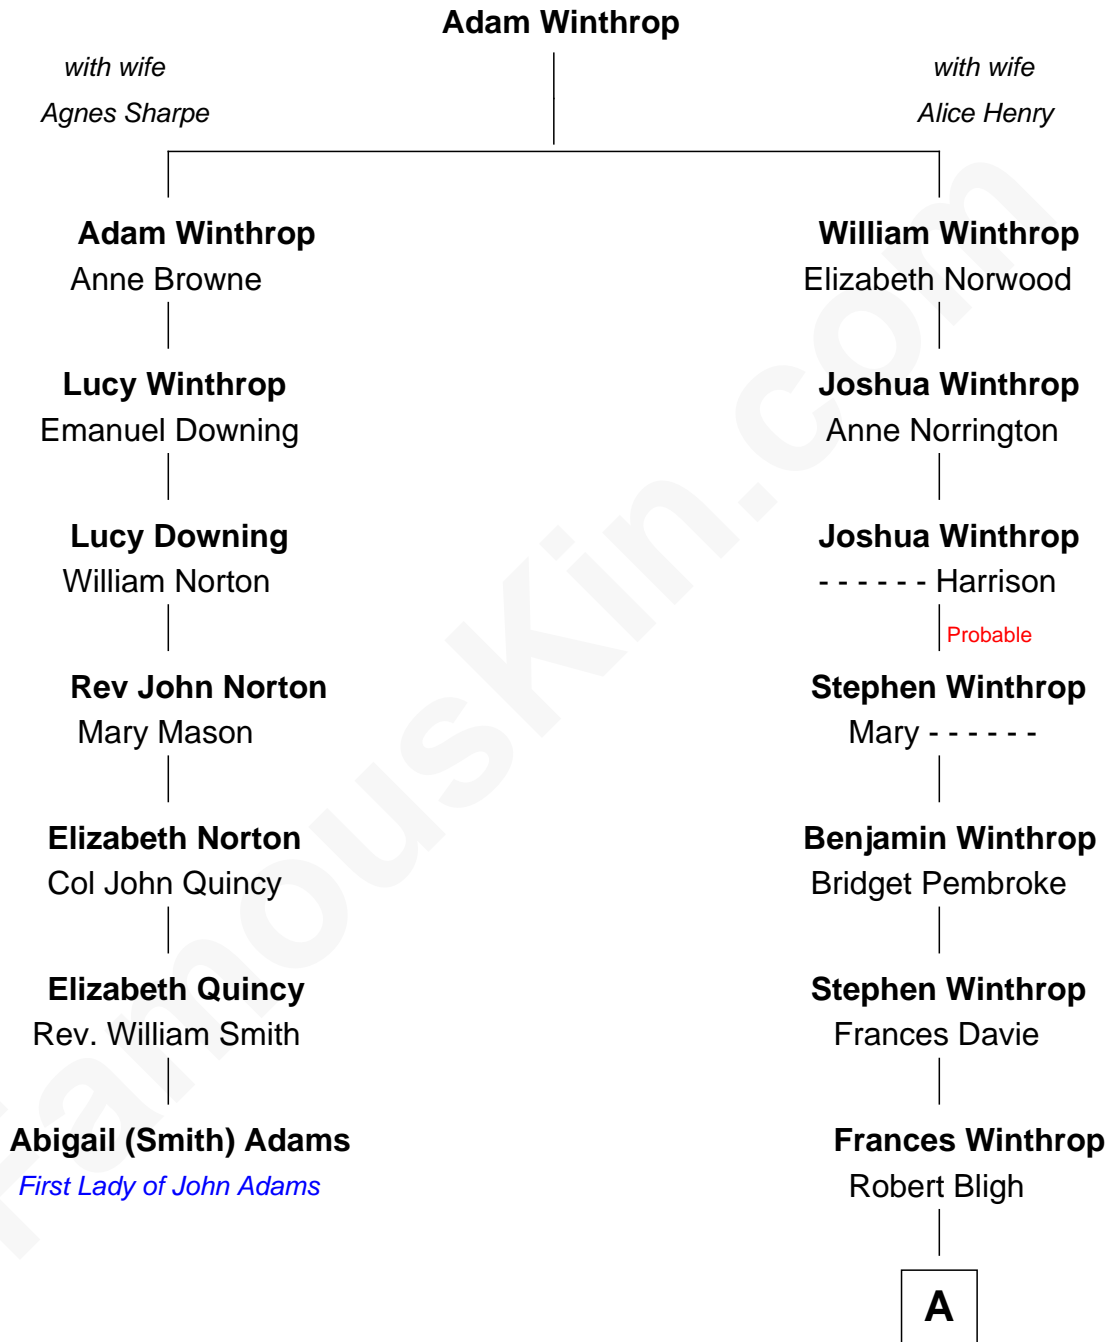 Adam Winthrop
with wife
Agnes Sharpe
with wife
Alice Henry
Adam Winthrop
Anne Browne
William Winthrop
Elizabeth Norwood
Lucy Winthrop
Emanuel Downing
Joshua Winthrop
Anne Norrington
Lucy Downing
William Norton
Joshua Winthrop
- - - - - - Harrison
Probable
Rev John Norton
Mary Mason
Stephen Winthrop
Mary - - - - - -
Elizabeth Norton
Col John Quincy
Benjamin Winthrop
Bridget Pembroke
Elizabeth Quincy
Rev. William Smith
Stephen Winthrop
Frances Davie
Abigail (Smith) Adams
First Lady of John Adams
Frances Winthrop
Robert Bligh
A
FamousKin.com